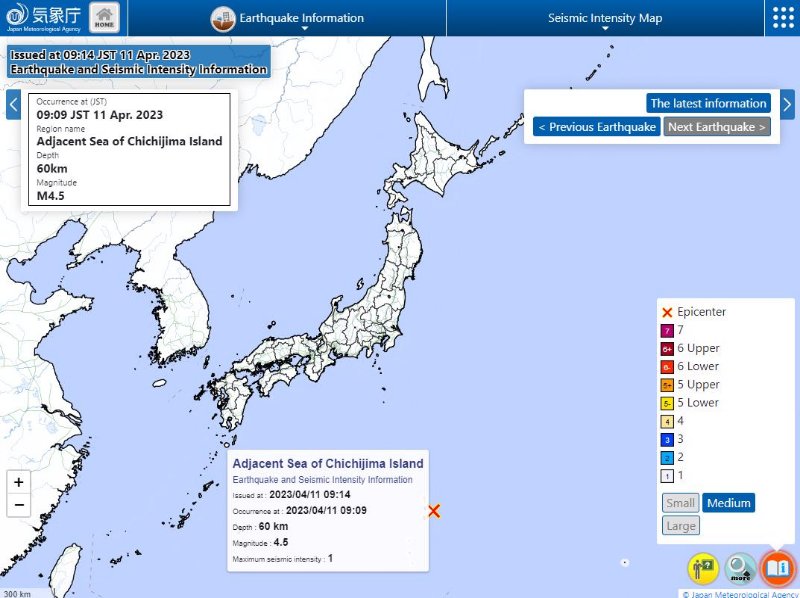 気象庁
Japan Meteorological Agency
HOME
Earthquake Information
Seismic Intensity Map
Issued at 09:14 JST 11 Apr. 2023
Earthquake and Seismic Intensity Information
Occurrence at (JST)
09:09 JST 11 Apr. 2023
Region name
Adjacent Sea of Chichijima Island
Depth
60km
Magnitude
M4.5
The latest information
< Previous Earthquake
Next Earthquake >
Epicenter
7 7
6+ 6 Upper
6- 6 Lower
5+ 5 Upper
5- 5 Lower
4 4
3 3
2 2
1 1
Small Medium
Large
Adjacent Sea of Chichijima Island
Earthquake and Seismic Intensity Information
Issued at : 2023/04/11 09:14
Occurrence at : 2023/04/11 09:09
Depth : 60 km
Magnitude : 4.5
Maximum seismic intensity : 1
+
−
300 km
more
© Japan Meteorological Agency